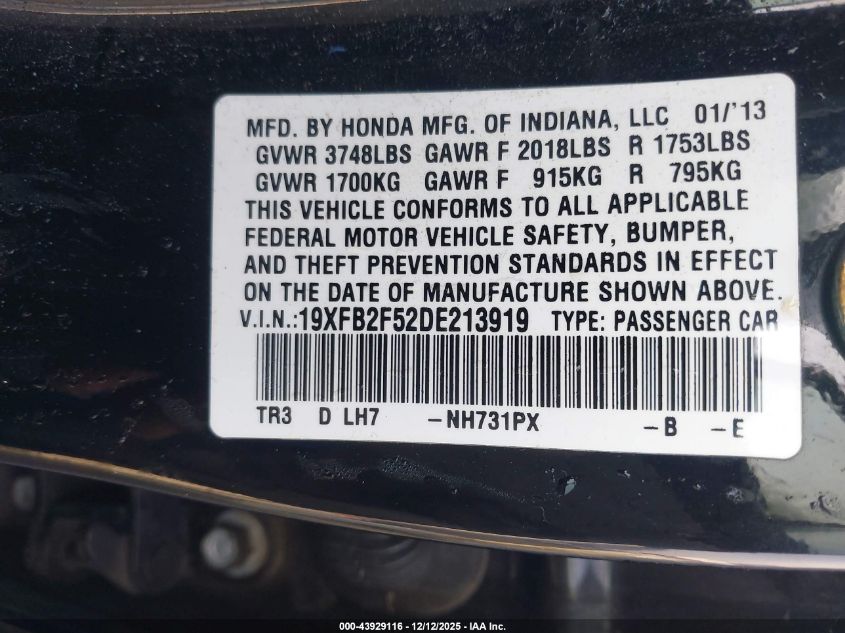 MFD. BY HONDA MFG. OF INDIANA, LLC 01/'13
GVWR 3748LBS GAWR F 2018LBS R 1753LBS
GVWR 1700KG GAWR F 915KG R 795KG
THIS VEHICLE CONFORMS TO ALL APPLICABLE
FEDERAL MOTOR VEHICLE SAFETY, BUMPER,
AND THEFT PREVENTION STANDARDS IN EFFECT
ON THE DATE OF MANUFACTURE SHOWN ABOVE.
V.I.N.:19XFB2F52DE213919 TYPE: PASSENGER CAR
TR3 D LH7 -NH731PX -B -E
000-43929116 - 12/12/2025 - IAA Inc.